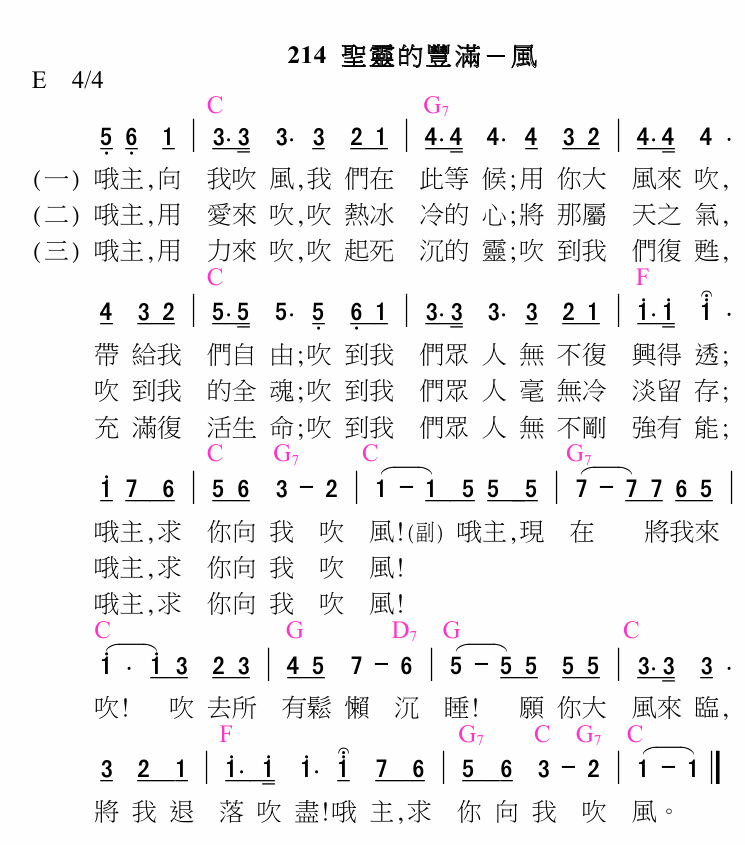 214 聖靈的豐滿－風
E 4/4
C G7
5 6 1 | 3· 3 3· 3 2 1 | 4· 4 4· 4 3 2 | 4· 4 4 ·
(一) 哦主,向 我吹 風,我 們在 此等 候;用 你大 風來 吹,
(二) 哦主,用 愛來 吹,吹 熱冰 冷的 心;將 那屬 天之 氣,
(三) 哦主,用 力來 吹,吹 起死 沉的 靈;吹 到我 們復 甦,
C F
4 3 2 | 5· 5 5· 5 6 1 | 3· 3 3· 3 2 1 | 1· 1 1 ·
帶 給我 們自 由;吹 到我 們眾 人 無 不復 興得 透;
吹 到我 的全 魂;吹 到我 們眾 人 毫 無冷 淡留 存;
充 滿復 活生 命;吹 到我 們眾 人 無 不剛 強有 能;
C G7 C G7
1 7 6 | 5 6 3 － 2 | 1 － 1 5 5 5 | 7 － 7 7 6 5 |
哦主,求 你向 我 吹 風!(副) 哦主,現 在 將我來
哦主,求 你向 我 吹 風!
哦主,求 你向 我 吹 風!
C G D7 G C
1 · 1 3 2 3 | 4 5 7 － 6 | 5 － 5 5 5 5 | 3· 3 3 ·
吹! 吹 去所 有鬆 懶 沉 睡! 願 你大 風來 臨,
F G7 C G7 C
3 2 1 | 1· 1 1· 1 7 6 | 5 6 3 － 2 | 1 － 1 ‖
將 我 退 落 吹 盡!哦 主,求 你 向 我 吹 風。